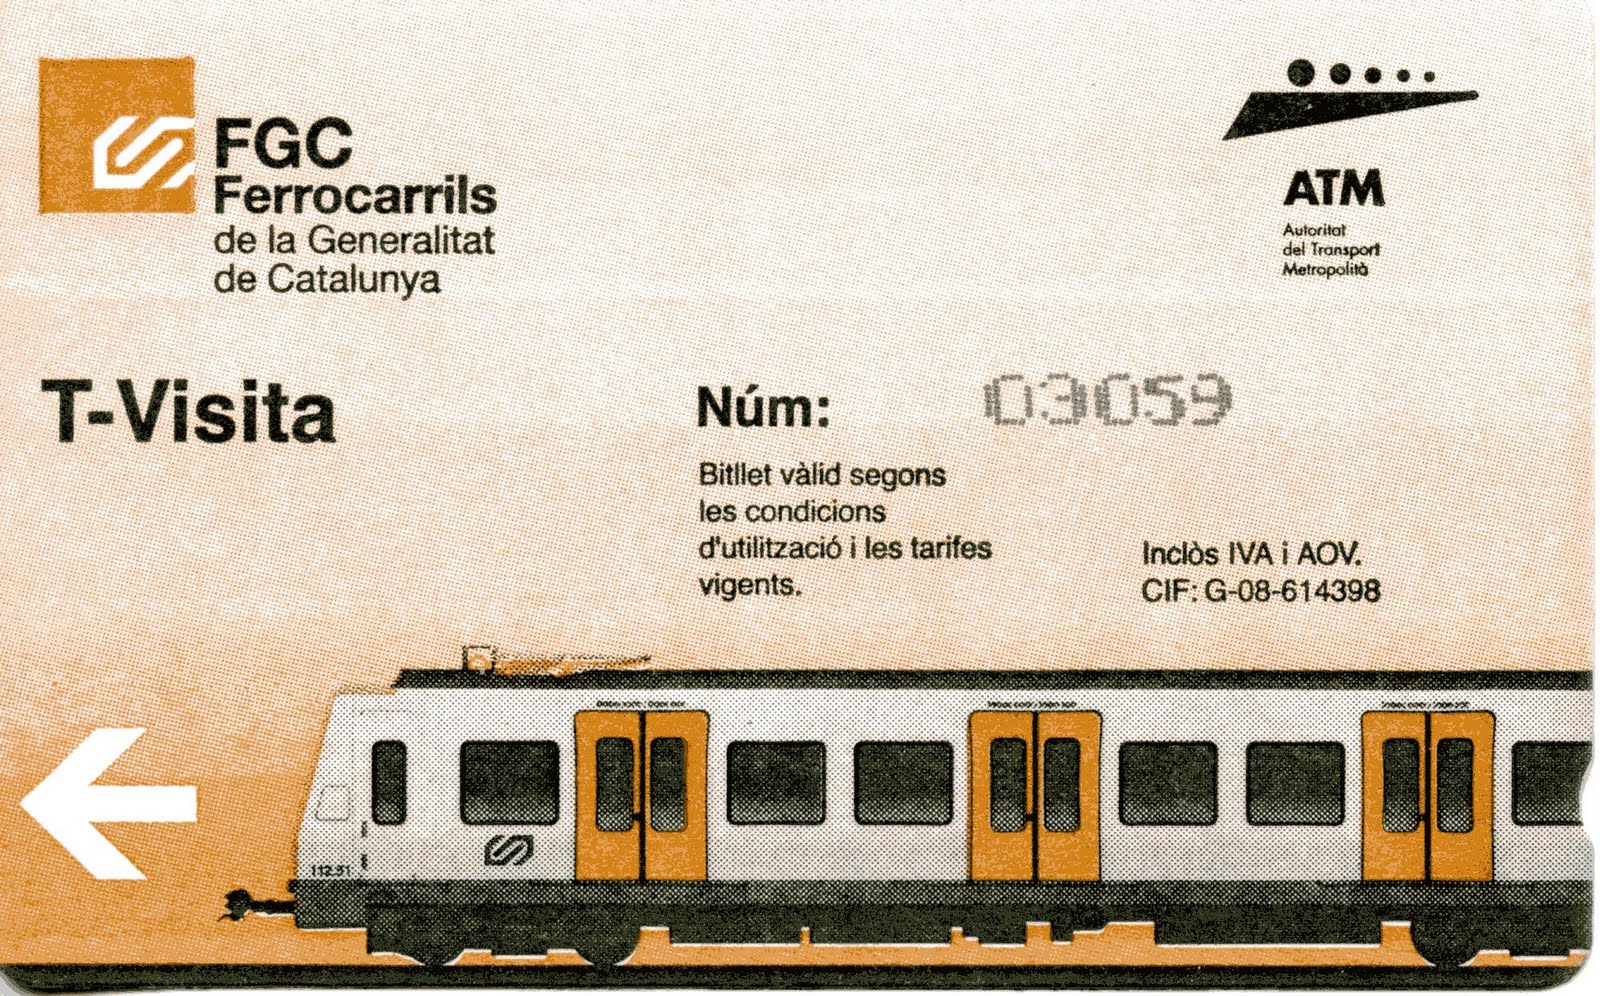 FGC
Ferrocarrils
de la Generalitat
de Catalunya
ATM
Autoritat
del Transport
Metropolità
T-Visita
Núm: 03059
Bitllet vàlid segons
les condicions
d'utilització i les tarifes
vigents.
Inclòs IVA i AOV.
CIF: G-08-614398
112.51